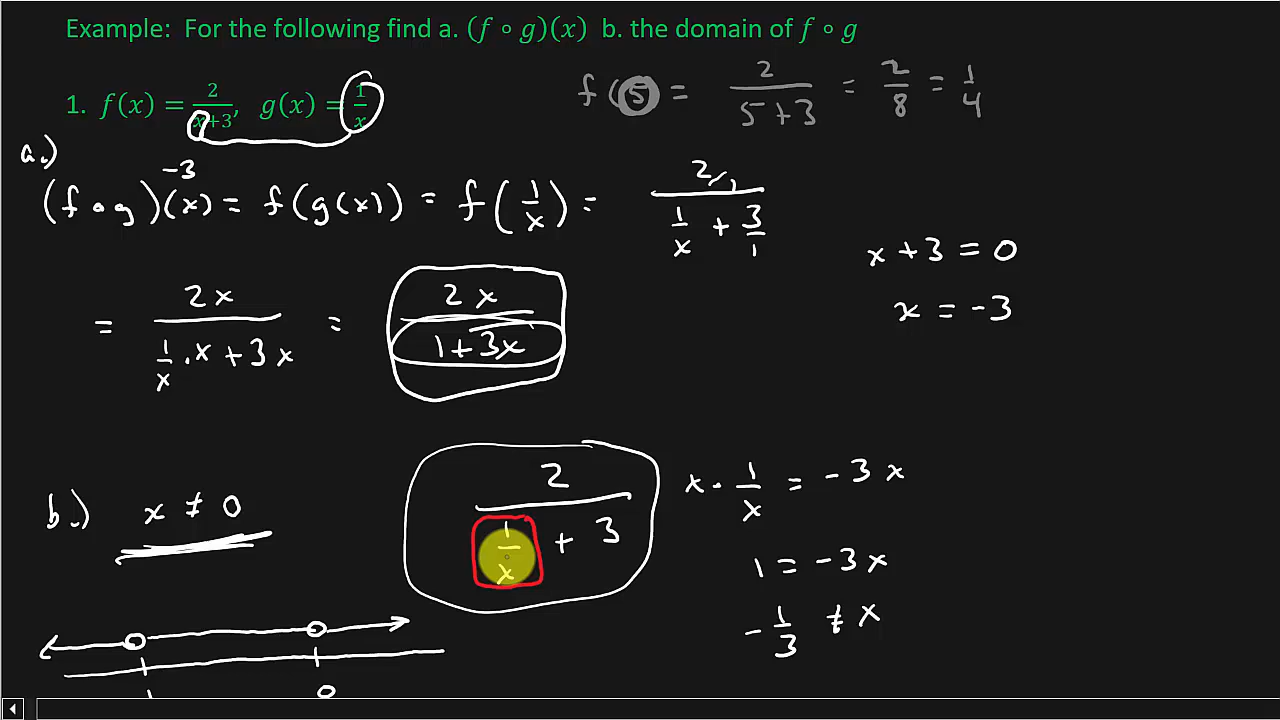 Example: For the following find a. (f ∘ g)(x) b. the domain of f ∘ g
1. f(x) = 2/(x+3), g(x) = 1/x
f(5) = 2/(5+3) = 2/8 = 1/4
a.)
-3
(f∘g)(x) = f(g(x)) = f(1/x) = (2/1)/(1/x + 3/1)
x + 3 = 0
x = -3
= 2x/(1/x · x + 3x) = 2x/(1+3x)
b.) x ≠ 0
2/(1/x + 3)
x · 1/x = -3x
1 = -3x
-1/3 ≠ x
0